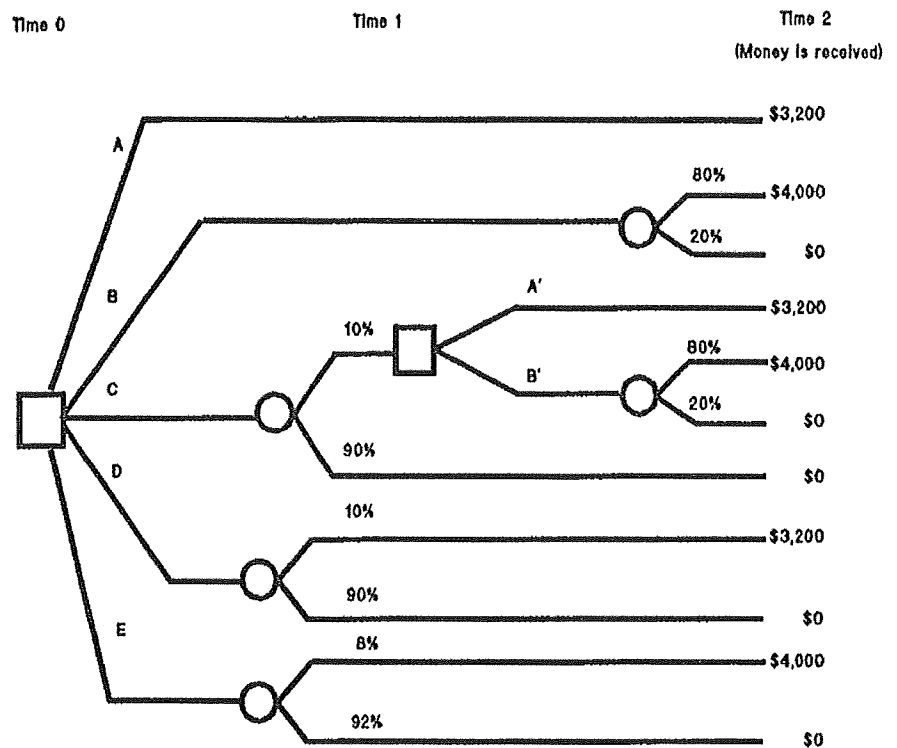 Time 0
Time 1
Time 2
(Money is received)
A
$3,200
80%
$4,000
20%
$0
B
A'
$3,200
10%
80%
$4,000
B'
20%
$0
C
90%
$0
D
10%
$3,200
90%
$0
E
8%
$4,000
92%
$0